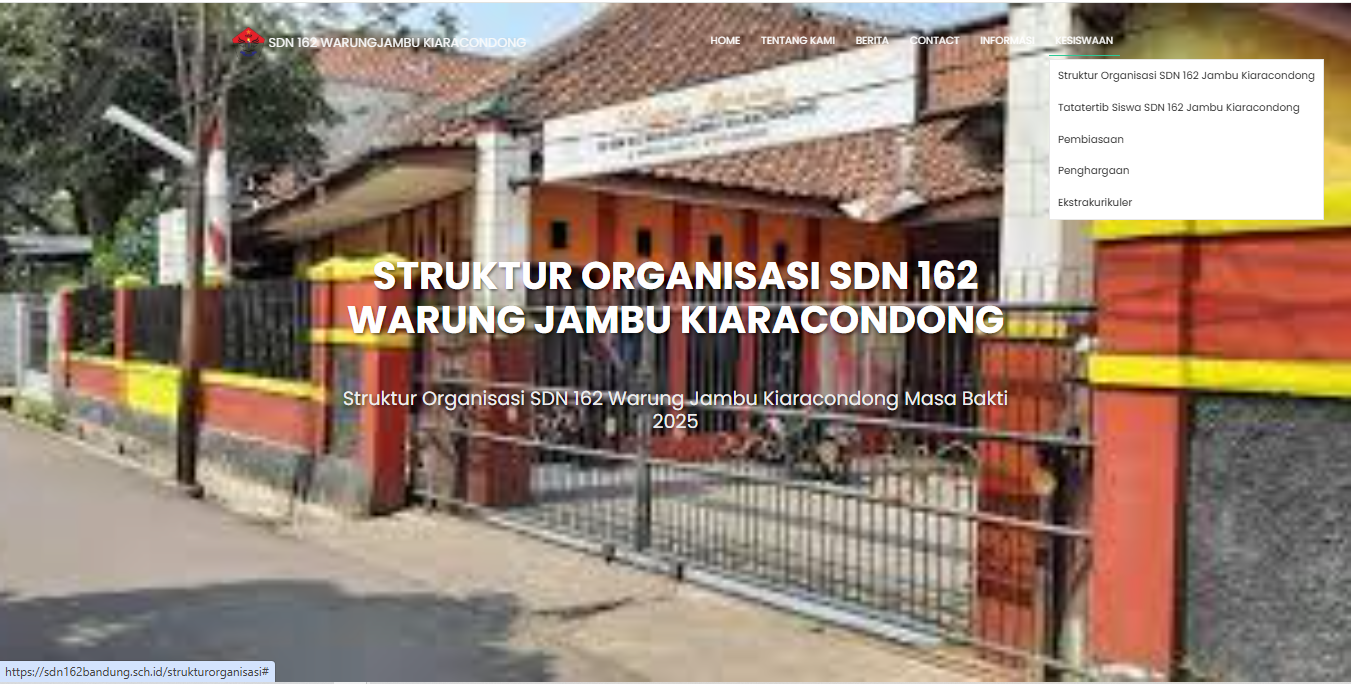 SDN 162 WARUNGJAMBU KIARACONDONG
HOME TENTANG KAMI BERITA CONTACT INFORMASI KESISWAAN
Struktur Organisasi SDN 162 Jambu Kiaracondong
Tatatertib Siswa SDN 162 Jambu Kiaracondong
Pembiasaan
Penghargaan
Ekstrakurikuler
STRUKTUR ORGANISASI SDN 162
WARUNG JAMBU KIARACONDONG
Struktur Organisasi SDN 162 Warung Jambu Kiaracondong Masa Bakti
2025
https://sdn162bandung.sch.id/strukturorganisasi#